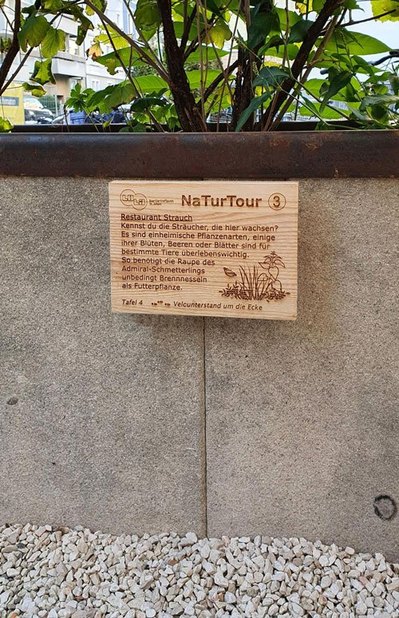 NaTurTour 3
Restaurant Strauch
Kennst du die Sträucher, die hier wachsen?
Es sind einheimische Pflanzenarten, einige
ihrer Blüten, Beeren oder Blätter sind für
bestimmte Tiere überlebenswichtig.
So benötigt die Raupe des
Admiral-Schmetterlings
unbedingt Brennnesseln
als Futterpflanze.
Tafel 4 Velounterstand um die Ecke